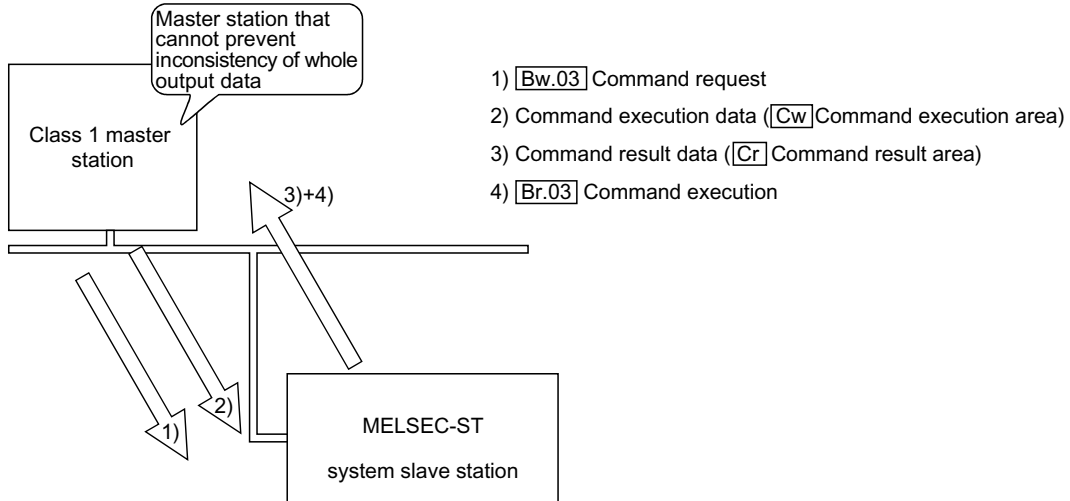 Master station that
cannot prevent
inconsistency of whole
output data
Class 1 master
station
1) Bw.03 Command request
2) Command execution data (Cw Command execution area)
3) Command result data (Cr Command result area)
4) Br.03 Command execution
3)+4)
2)
1)
MELSEC-ST
system slave station